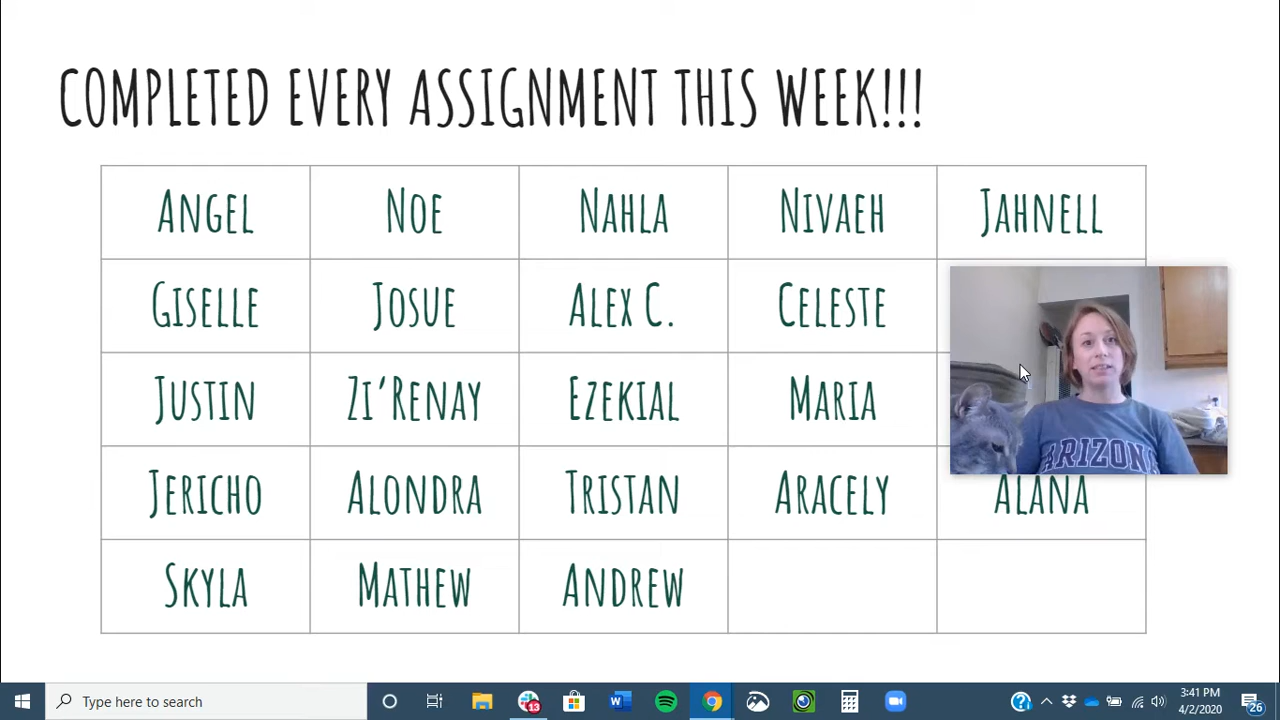 COMPLETED EVERY ASSIGNMENT THIS WEEK!!!
ANGEL NOE NAHLA NIVAEH JAHNELL
GISELLE JOSUE ALEX C. CELESTE
JUSTIN ZI'RENAY EZEKIAL MARIA
ARIZONA
JERICHO ALONDRA TRISTAN ARACELY ALANA
SKYLA MATHEW ANDREW
Type here to search
13
W
3:41 PM
4/2/2020
26